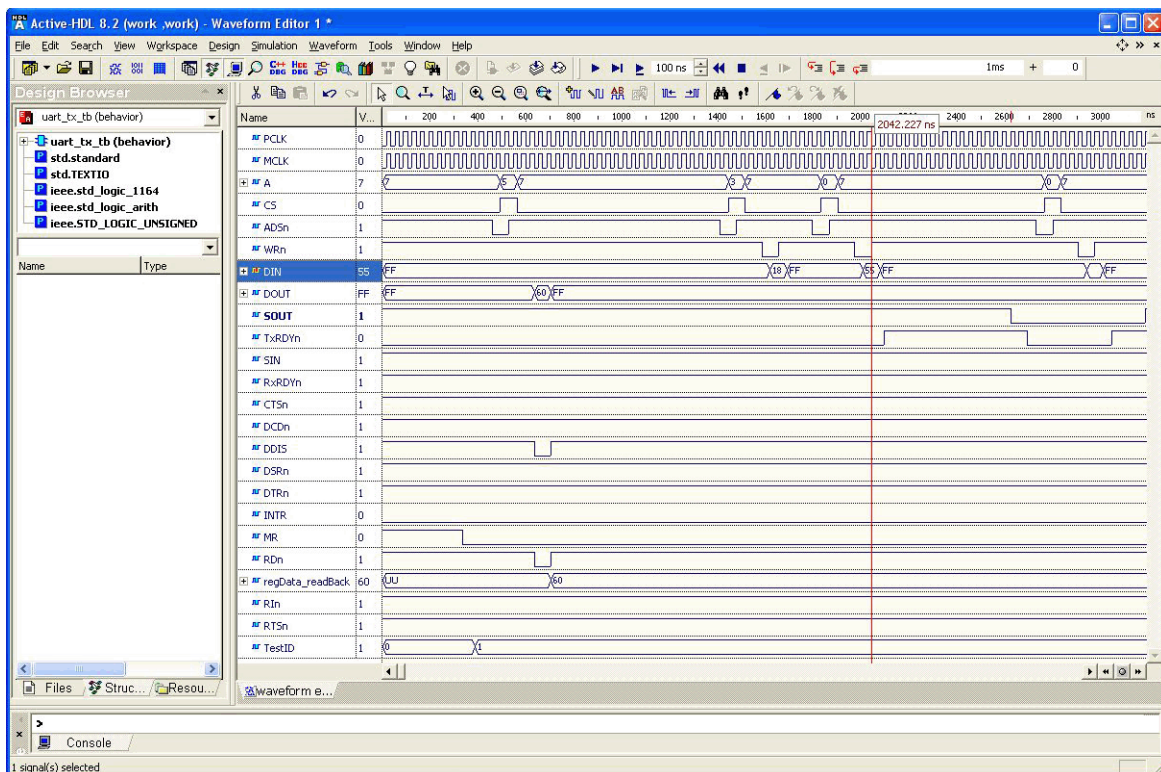 Active-HDL 8.2 (work ,work) - Waveform Editor 1 *
File Edit Search View Workspace Design Simulation Waveform Tools Window Help
100 ns 1ms + 0
Design Browser
uart_tx_tb (behavior)
uart_tx_tb (behavior)
std.standard
std.TEXTIO
ieee.std_logic_1164
ieee.std_logic_arith
ieee.STD_LOGIC_UNSIGNED
Name Type
Name V... 200 400 600 800 1000 1200 1400 1600 1800 2000 2400 2600 2800 3000 ns
2042.227 ns
PCLK 0
MCLK 0
A 7 7 5 7 3 7 0 7 0 7
CS 0
ADSn 1
WRn 1
DIN 55 FF 18 FF 55 FF FF
DOUT FF FF 60 FF
SOUT 1
TxRDYn 0
SIN 1
RxRDYn 1
CTSn 1
DCDn 1
DDIS 1
DSRn 1
DTRn 1
INTR 0
MR 0
RDn 1
regData_readBack 60 UU 60
RIn 1
RTSn 1
TestID 1 0 1
Files Struc... Resou...
waveform e...
>
Console
1 signal(s) selected